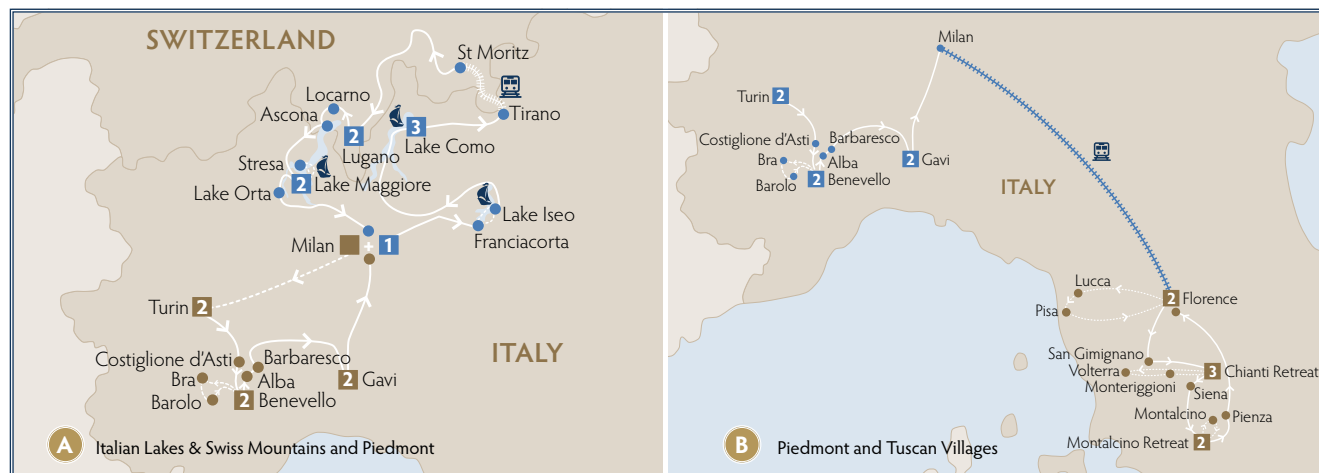 SWITZERLAND
St Moritz
Locarno
Ascona
Tirano
2
3
Lugano
Lake Como
Stresa
2
Lake Maggiore
Lake Orta
Lake Iseo
Franciacorta
Milan
+
1
Turin
2
ITALY
Costiglione d'Asti
Barbaresco
Bra
Alba
2
Gavi
Barolo
2
Benevello
A
Italian Lakes & Swiss Mountains and Piedmont
Milan
Turin
2
Costiglione d'Asti
Barbaresco
Bra
Alba
2
Gavi
Barolo
2
Benevello
ITALY
Lucca
2
Florence
Pisa
San Gimignano
Volterra
3
Chianti Retreat
Monteriggioni
Siena
Montalcino
Pienza
Montalcino Retreat
2
B
Piedmont and Tuscan Villages